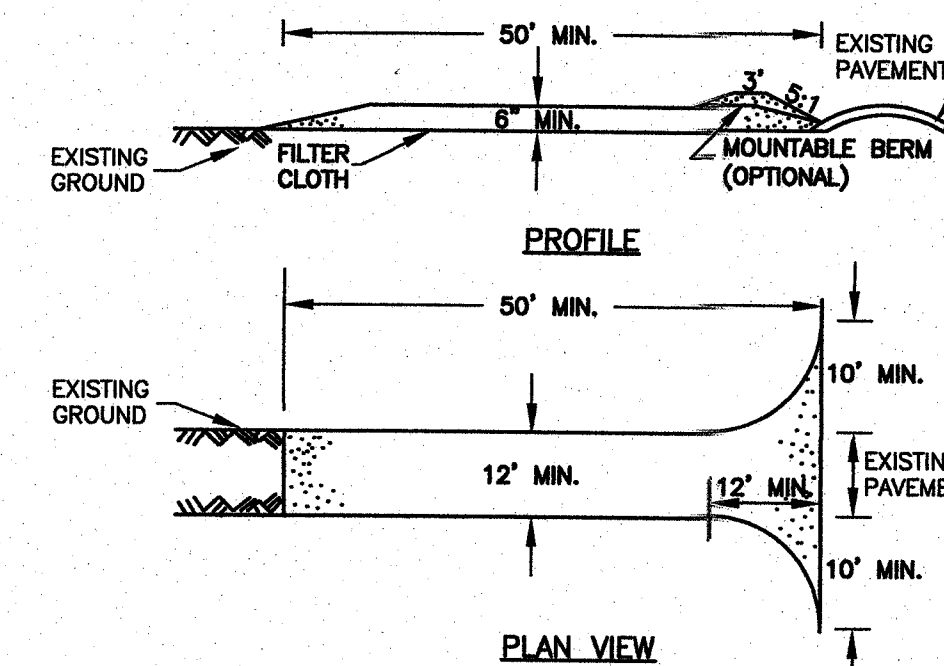 50' MIN.
EXISTING
PAVEMENT
3'
5:1
6" MIN.
EXISTING
GROUND
FILTER
CLOTH
MOUNTABLE BERM
(OPTIONAL)
PROFILE
50' MIN.
10' MIN.
EXISTING
GROUND
12' MIN.
12' MIN.
EXISTIN
PAVEME
10' MIN.
PLAN VIEW